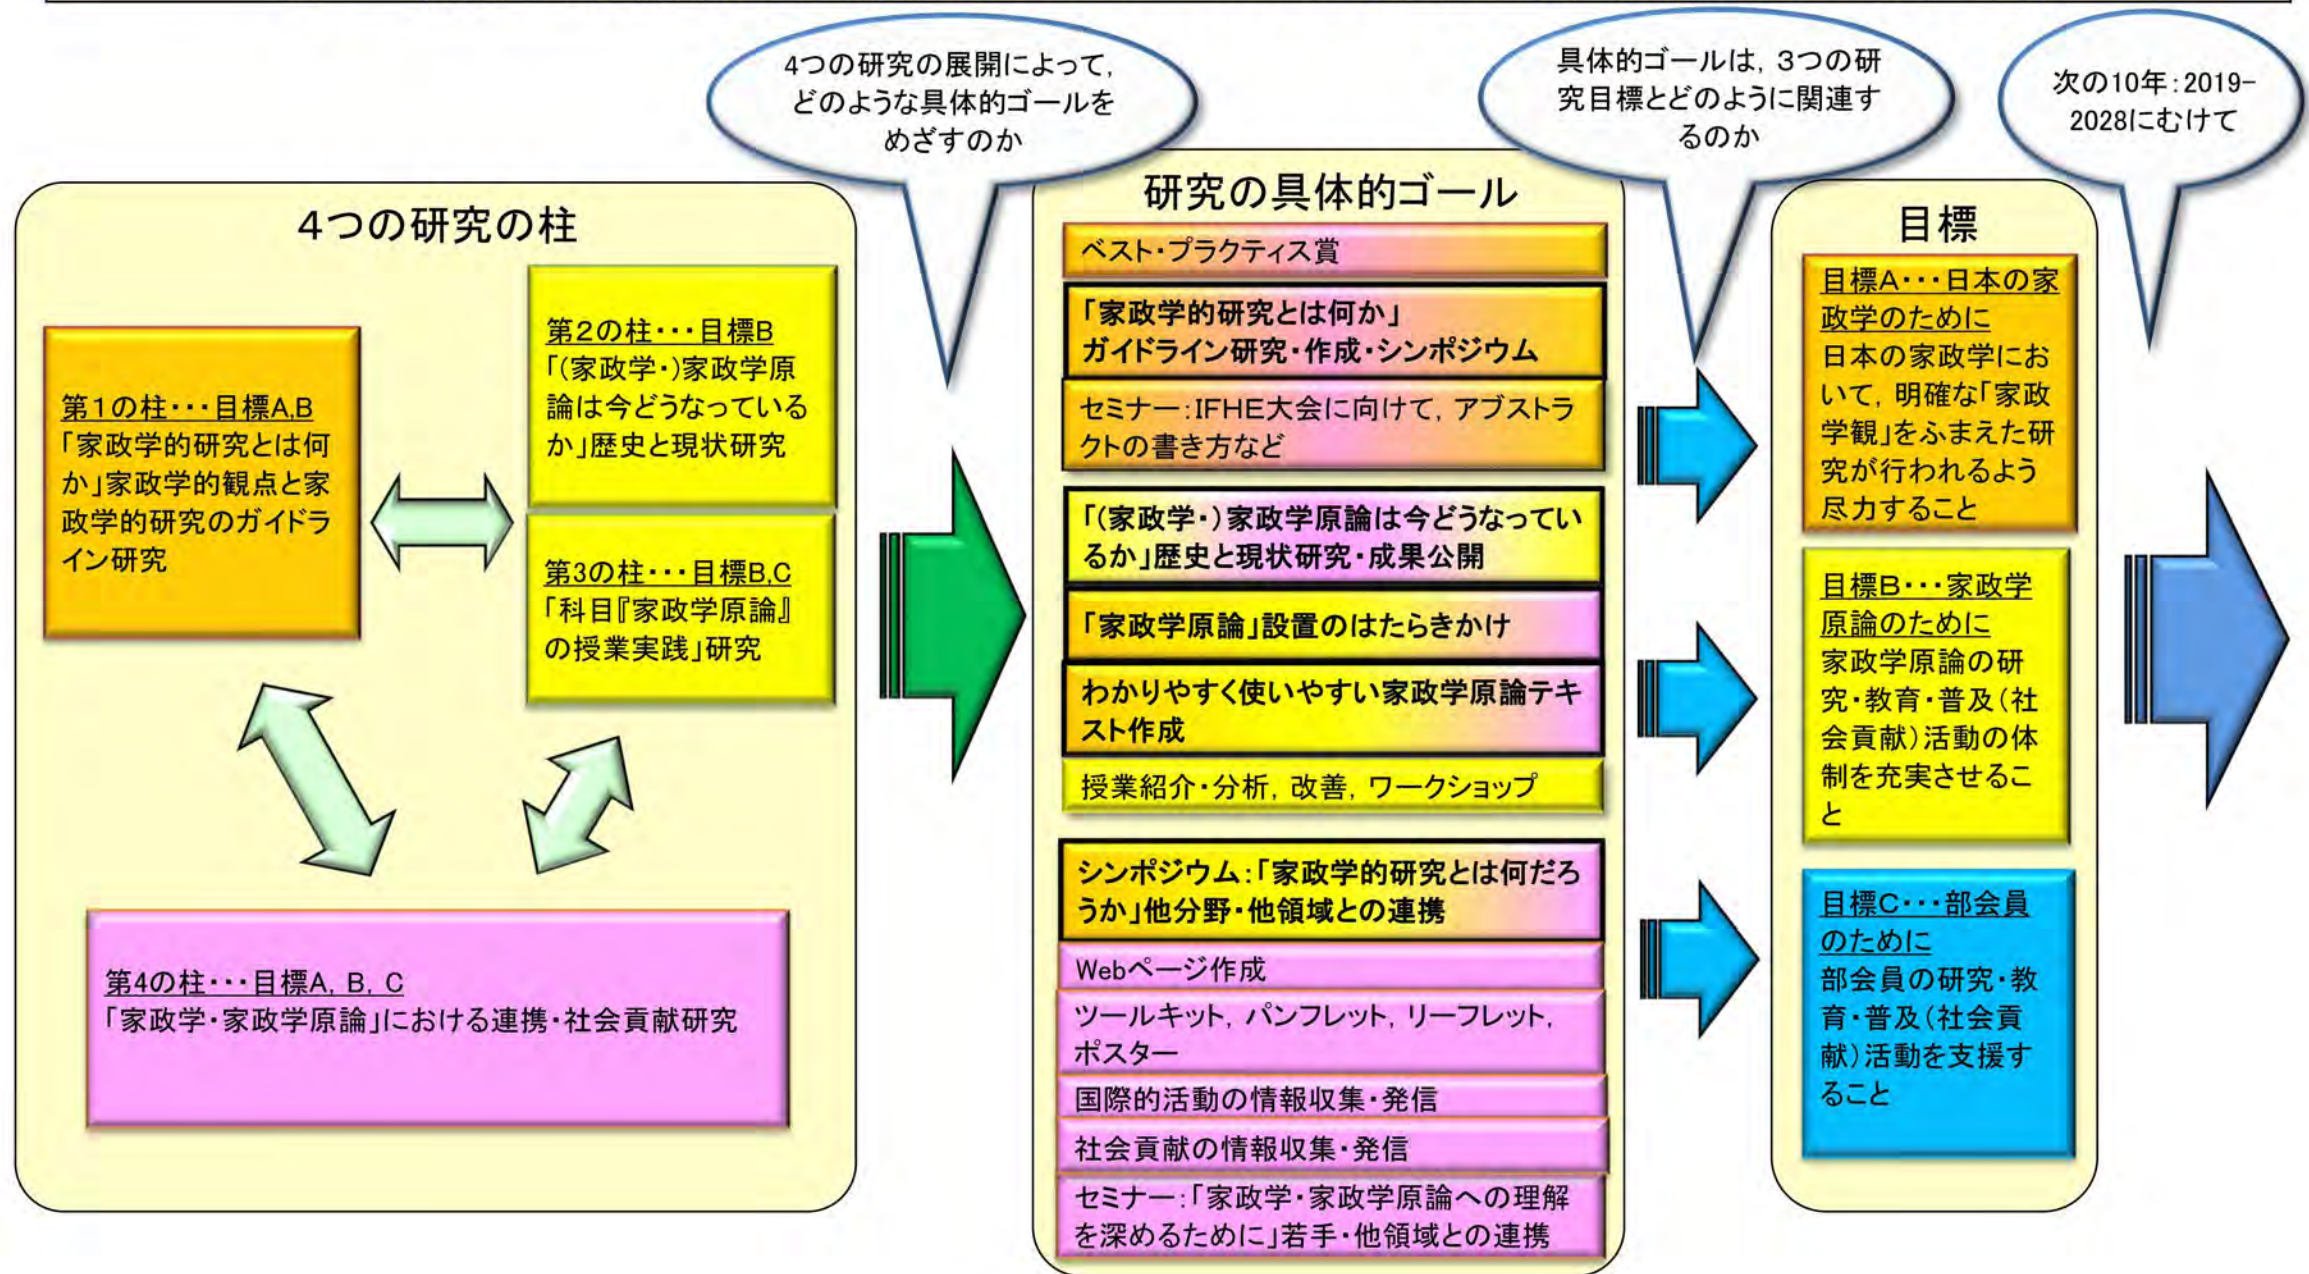 4つの研究の展開によって,
どのような具体的ゴールを
めざすのか
具体的ゴールは, 3つの研
究目標とどのように関連す
るのか
次の10年:2019-
2028にむけて
4つの研究の柱
第1の柱・・・目標A,B
「家政学的研究とは何
か」家政学的観点と家
政学的研究のガイドラ
イン研究
第2の柱・・・目標B
「(家政学・)家政学原
論は今どうなっている
か」歴史と現状研究
第3の柱・・・目標B,C
「科目『家政学原論』
の授業実践」研究
第4の柱・・・目標A, B, C
「家政学・家政学原論」における連携・社会貢献研究
研究の具体的ゴール
ベスト・プラクティス賞
「家政学的研究とは何か」
ガイドライン研究・作成・シンポジウム
セミナー:IFHE大会に向けて, アブストラ
クトの書き方など
「(家政学・)家政学原論は今どうなってい
るか」歴史と現状研究・成果公開
「家政学原論」設置のはたらきかけ
わかりやすく使いやすい家政学原論テキ
スト作成
授業紹介・分析, 改善, ワークショップ
シンポジウム:「家政学的研究とは何だろ
うか」他分野・他領域との連携
Webページ作成
ツールキット, パンフレット, リーフレット,
ポスター
国際的活動の情報収集・発信
社会貢献の情報収集・発信
セミナー:「家政学・家政学原論への理解
を深めるために」若手・他領域との連携
目標
目標A・・・日本の家
政学のために
日本の家政学にお
いて, 明確な「家政
学観」をふまえた研
究が行われるよう
尽力すること
目標B・・・家政学
原論のために
家政学原論の研
究・教育・普及(社
会貢献)活動の体
制を充実させるこ
と
目標C・・・部会員
のために
部会員の研究・教
育・普及(社会貢
献)活動を支援す
ること